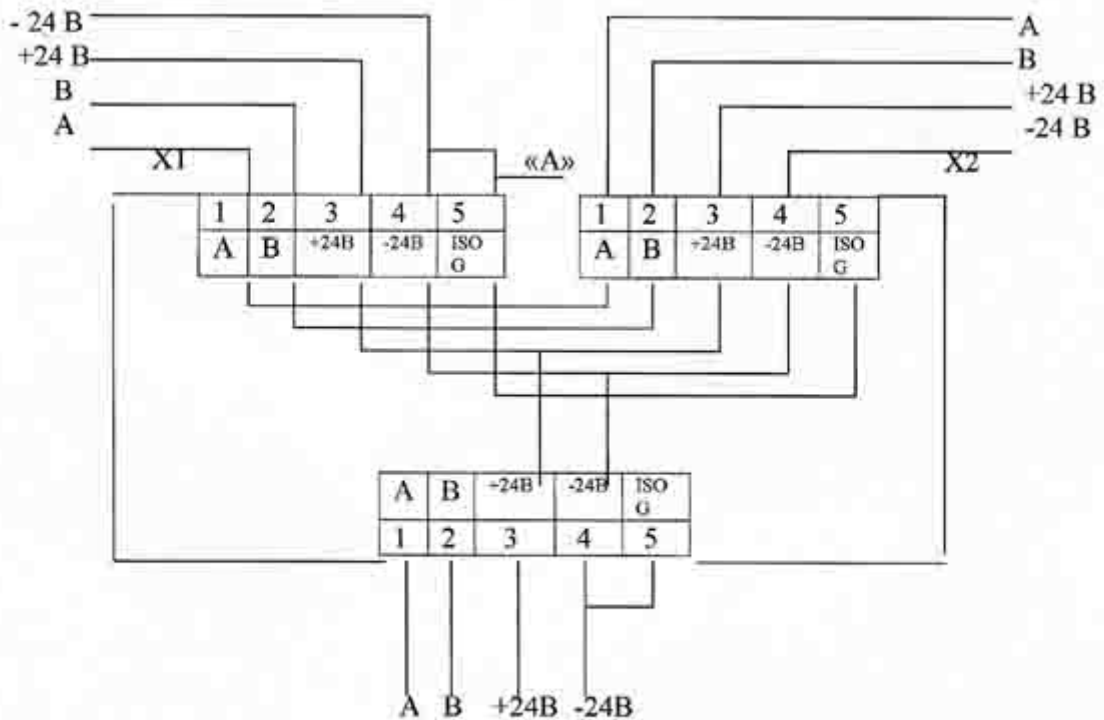 - 24 В
+24 В
В
А
А
В
+24 В
-24 В
X1
«А»
X2
1 2 3 4 5
А В +24В -24В ISO G
1 2 3 4 5
А В +24В -24В ISO G
А В +24В -24В ISO G
1 2 3 4 5
А В +24В -24В